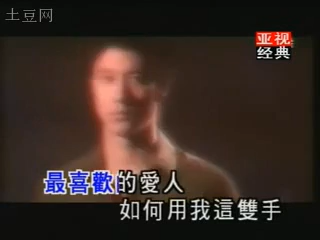 土豆网
亚视
经典
最喜歡的愛人
如何用我這雙手